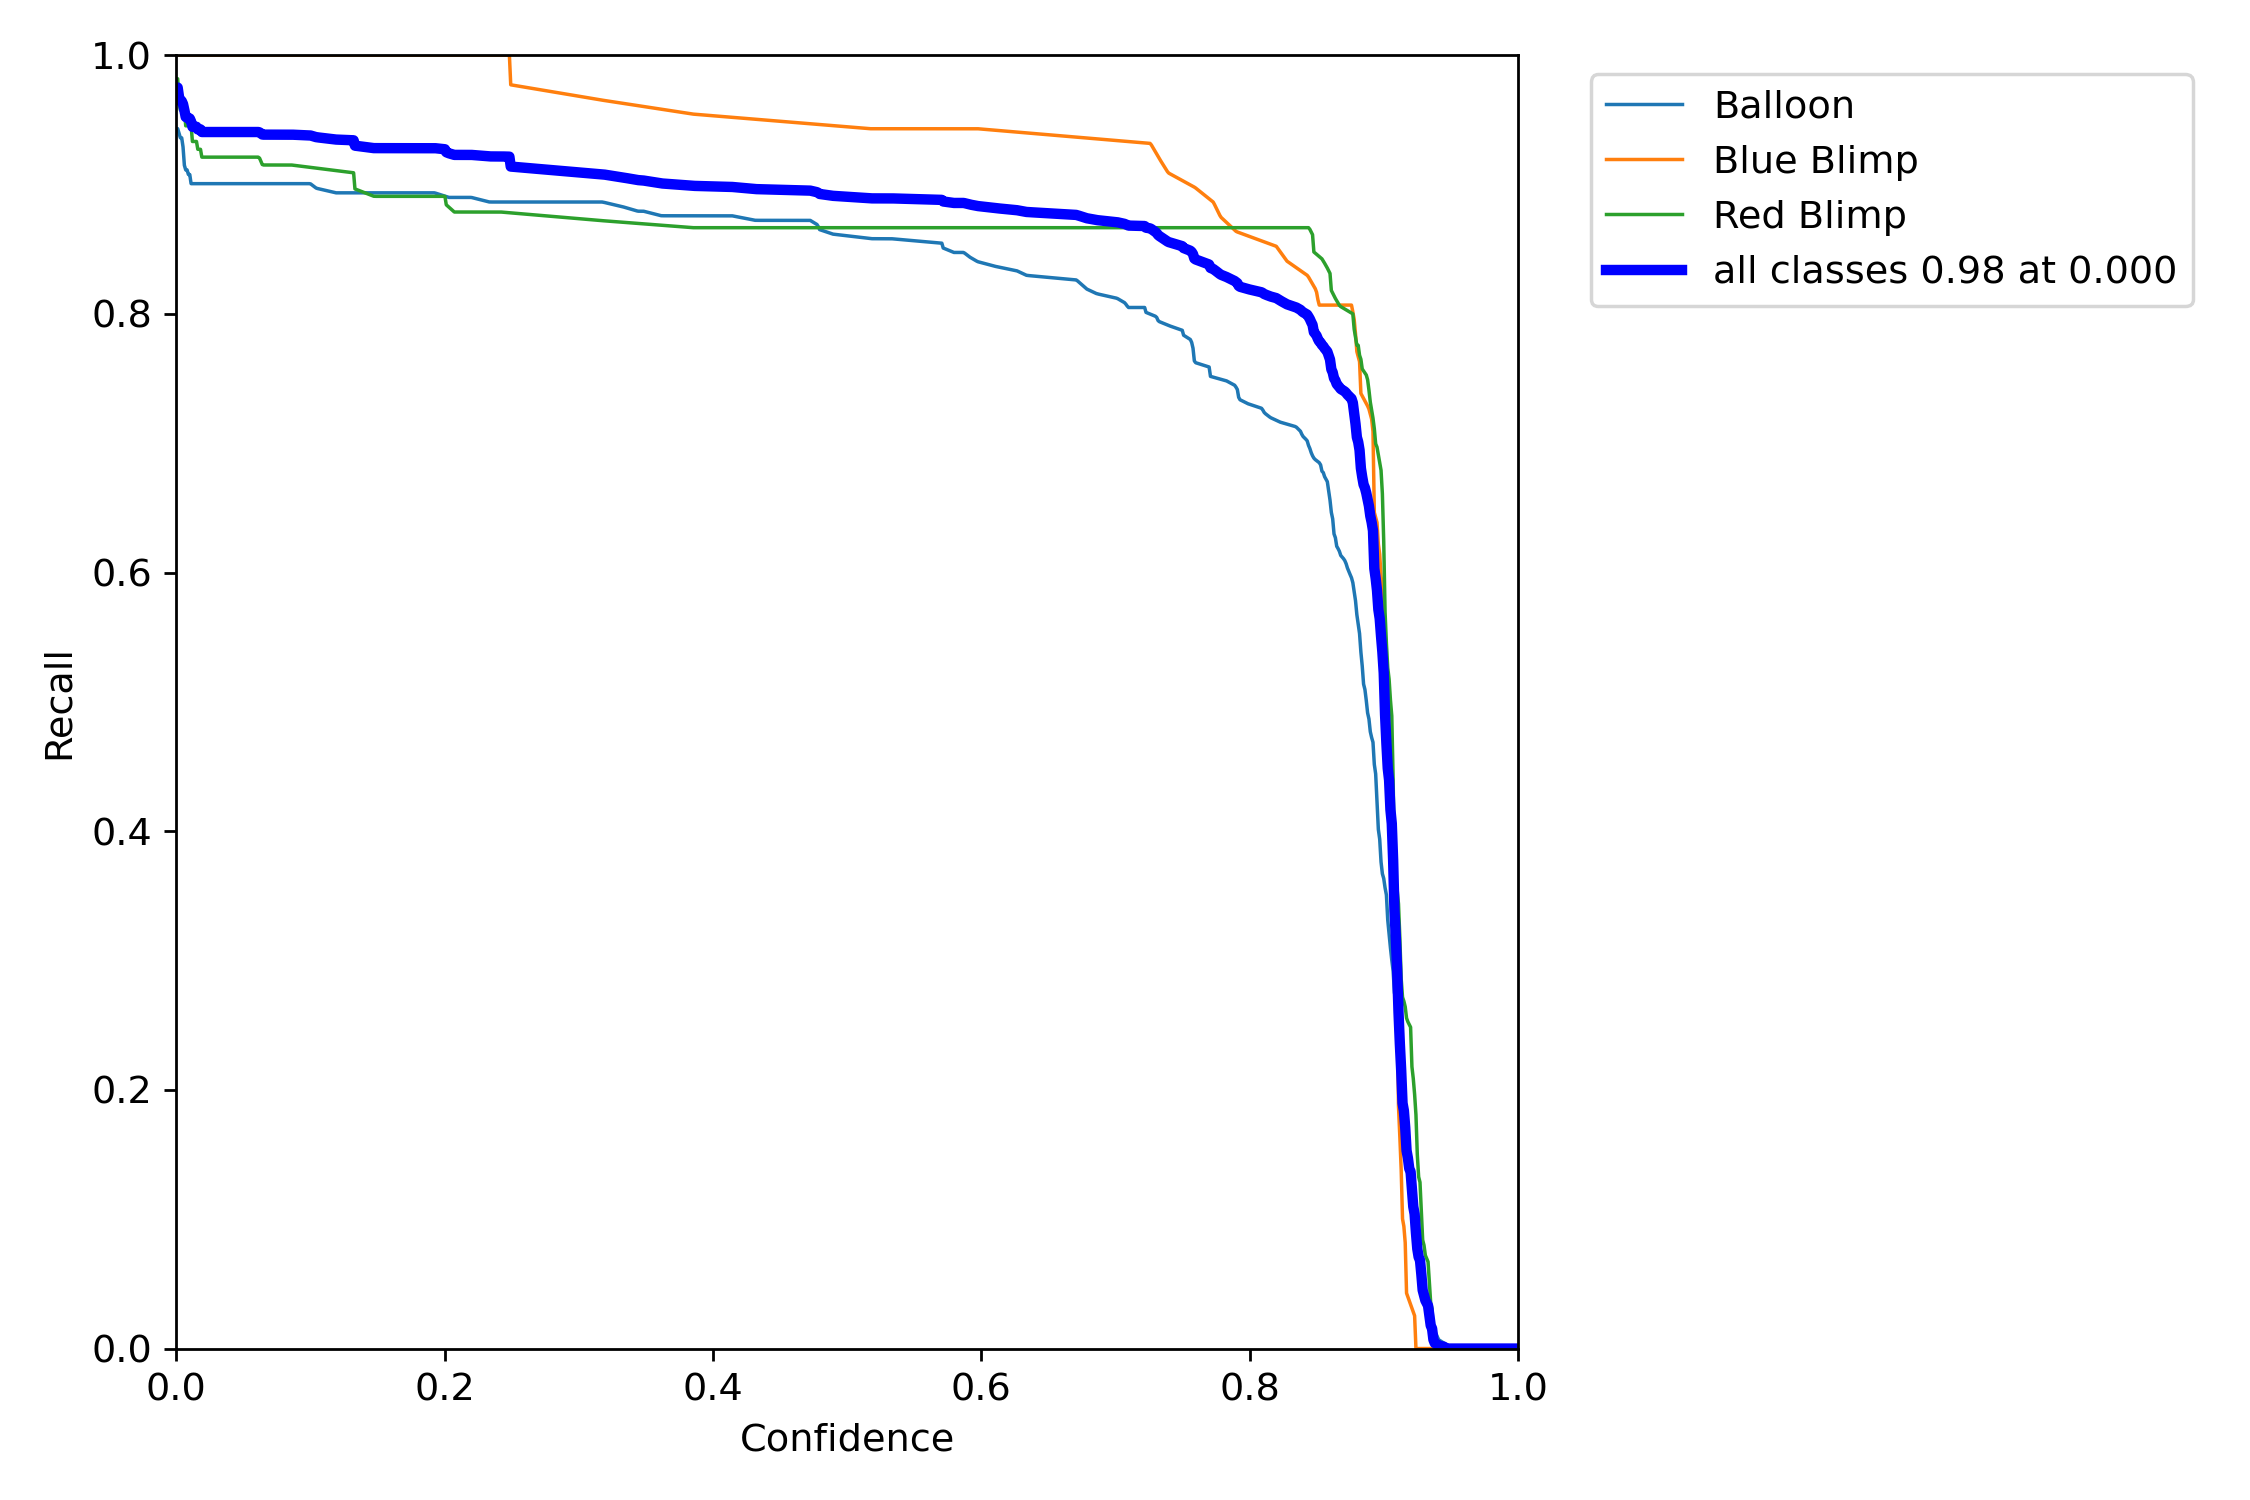 1.0
0.8
0.6
0.4
0.2
0.0
Recall
0.0 0.2 0.4 0.6 0.8 1.0
Confidence
Balloon
Blue Blimp
Red Blimp
all classes 0.98 at 0.000